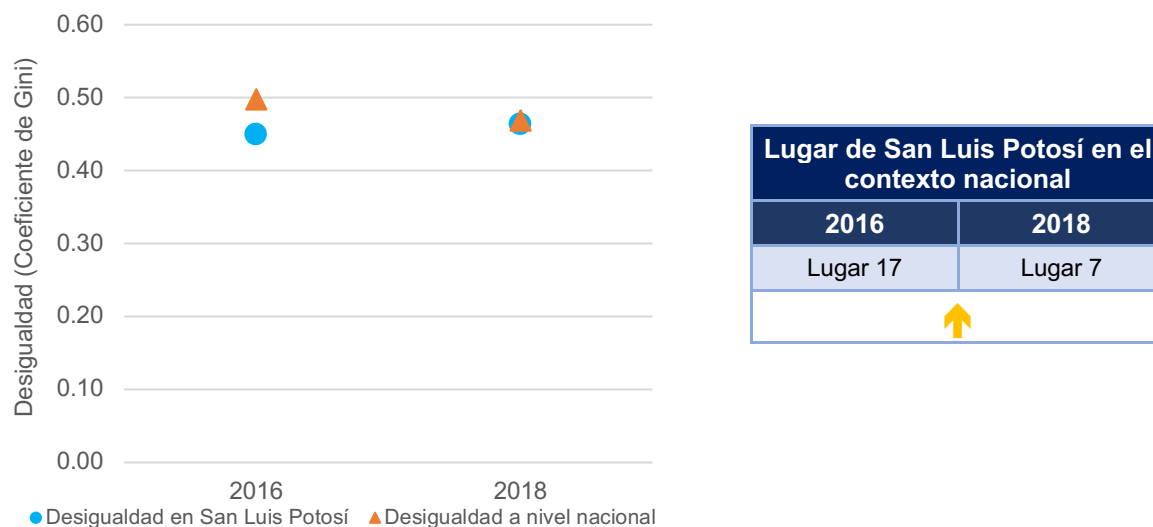 Desigualdad (Coeficiente de Gini)
0.60
0.50
0.40
0.30
0.20
0.10
0.00
2016 2018
Desigualdad en San Luis Potosí Desigualdad a nivel nacional
Lugar de San Luis Potosí en el
contexto nacional
2016 2018
Lugar 17 Lugar 7